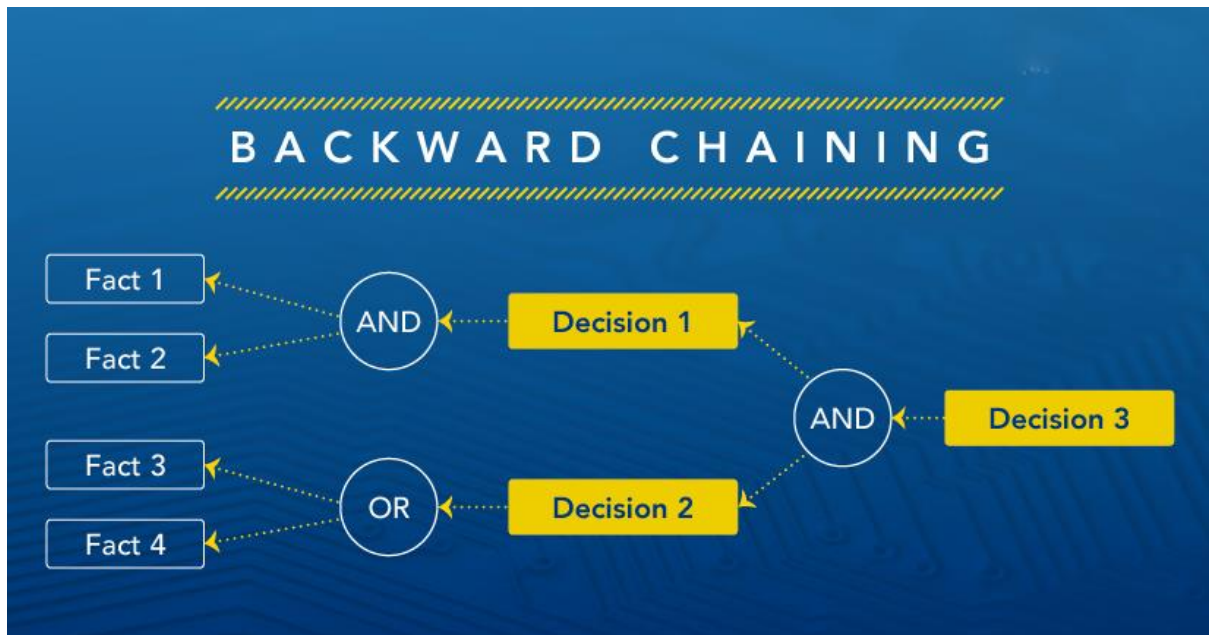 BACKWARD CHAINING
Fact 1
Fact 2
AND
Decision 1
AND
Decision 3
Fact 3
Fact 4
OR
Decision 2